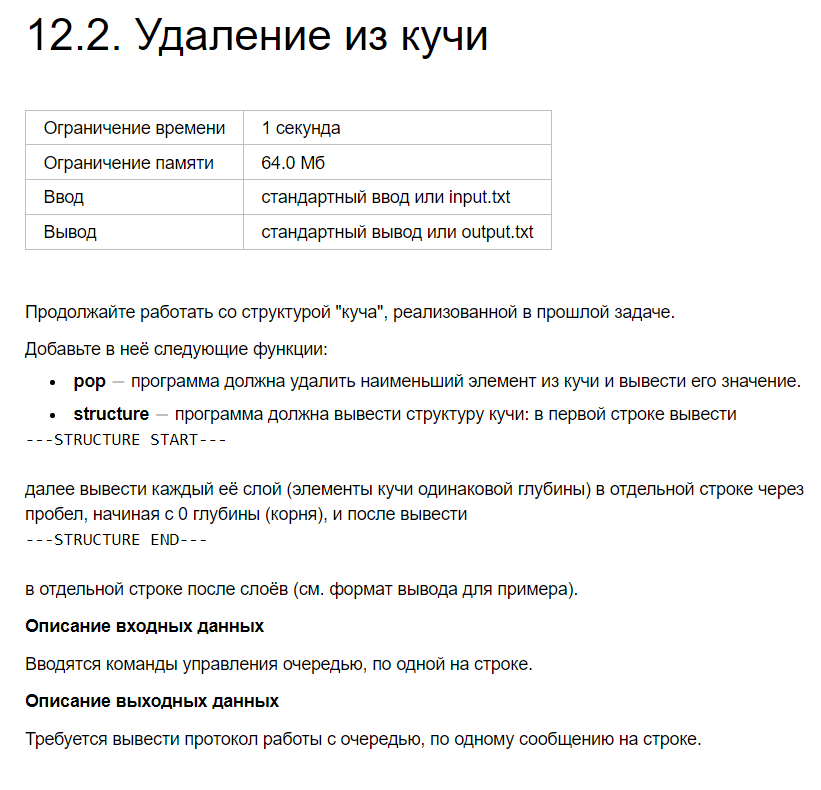 12.2. Удаление из кучи
Ограничение времени 1 секунда
Ограничение памяти 64.0 Мб
Ввод стандартный ввод или input.txt
Вывод стандартный вывод или output.txt
Продолжайте работать со структурой "куча", реализованной в прошлой задаче.
Добавьте в неё следующие функции:
• pop — программа должна удалить наименьший элемент из кучи и вывести его значение.
• structure — программа должна вывести структуру кучи: в первой строке вывести
---STRUCTURE START---
далее вывести каждый её слой (элементы кучи одинаковой глубины) в отдельной строке через
пробел, начиная с 0 глубины (корня), и после вывести
---STRUCTURE END---
в отдельной строке после слоёв (см. формат вывода для примера).
Описание входных данных
Вводятся команды управления очередью, по одной на строке.
Описание выходных данных
Требуется вывести протокол работы с очередью, по одному сообщению на строке.